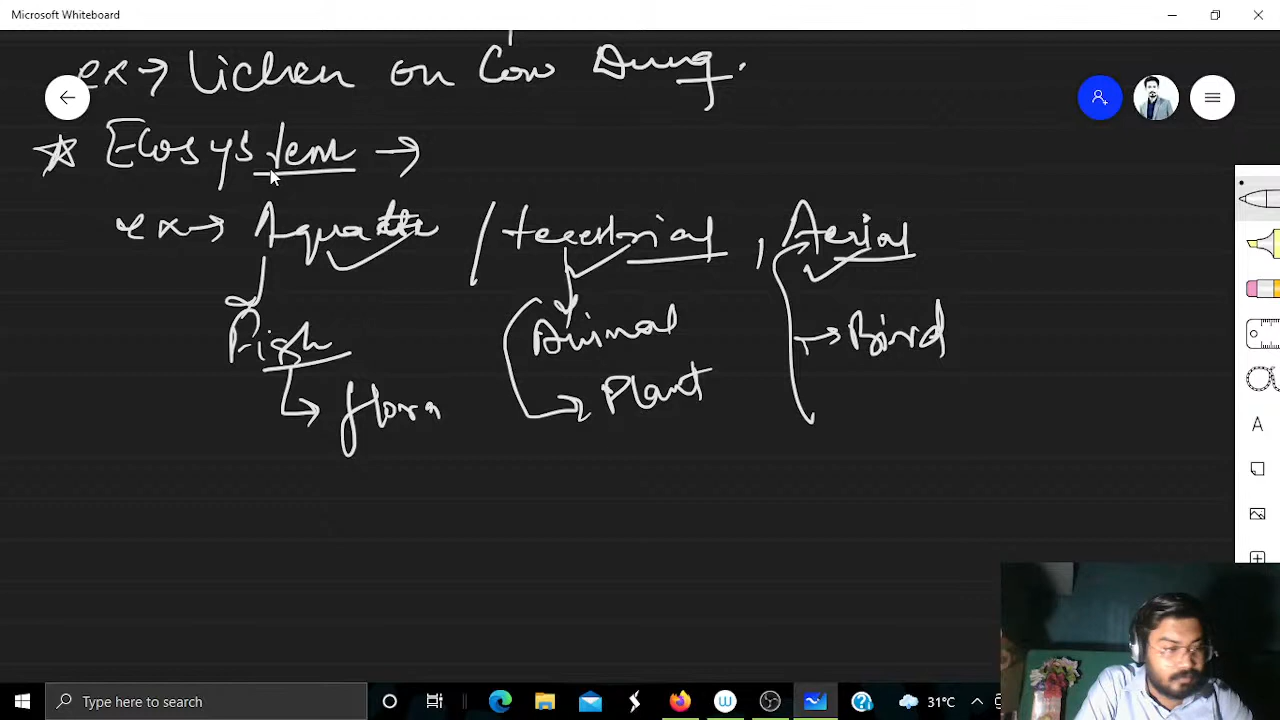 Microsoft Whiteboard
ex → Lichen on Cow Dung.
☆ Ecosystem →
ex → Aquatic / terrestrial , Aerial
Fish Animal → Bird
→ flora → Plant
A
Type here to search
31°C